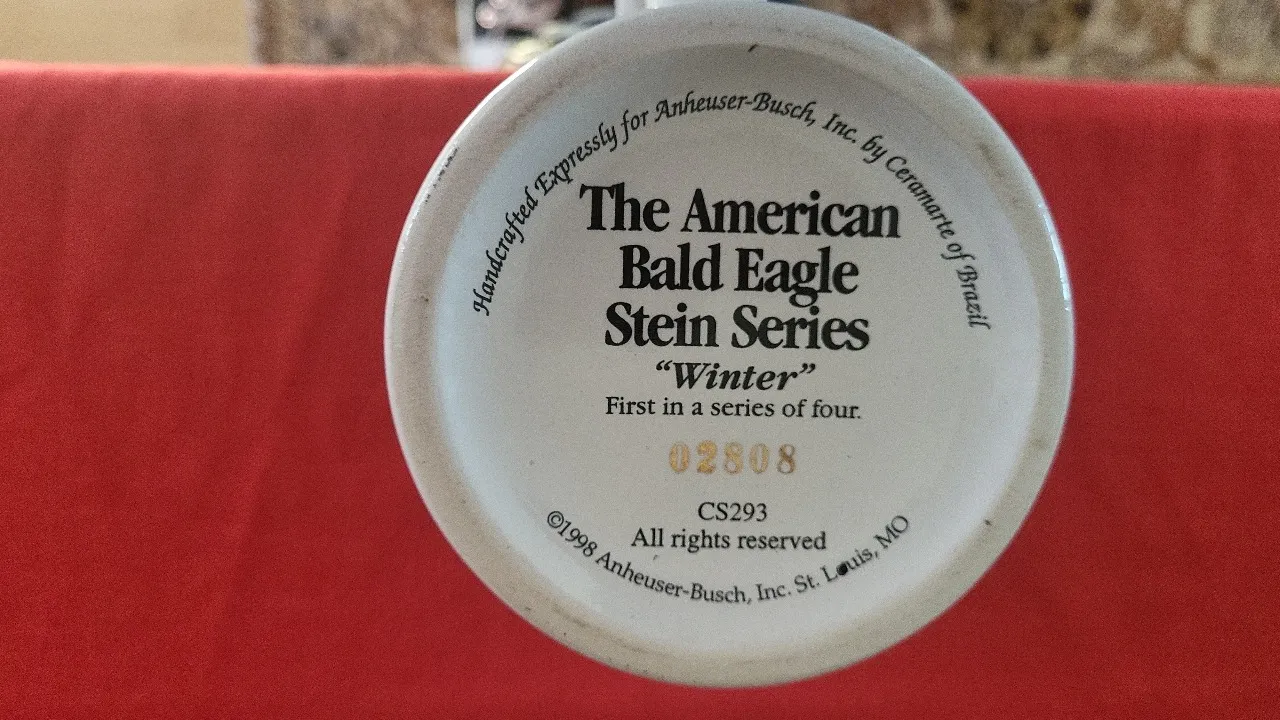 Handcrafted Expressly for Anheuser-Busch, Inc. by Ceramarte of Brazil
The American
Bald Eagle
Stein Series
“Winter”
First in a series of four.
02808
CS293
All rights reserved
©1998 Anheuser-Busch, Inc. St. Louis, MO